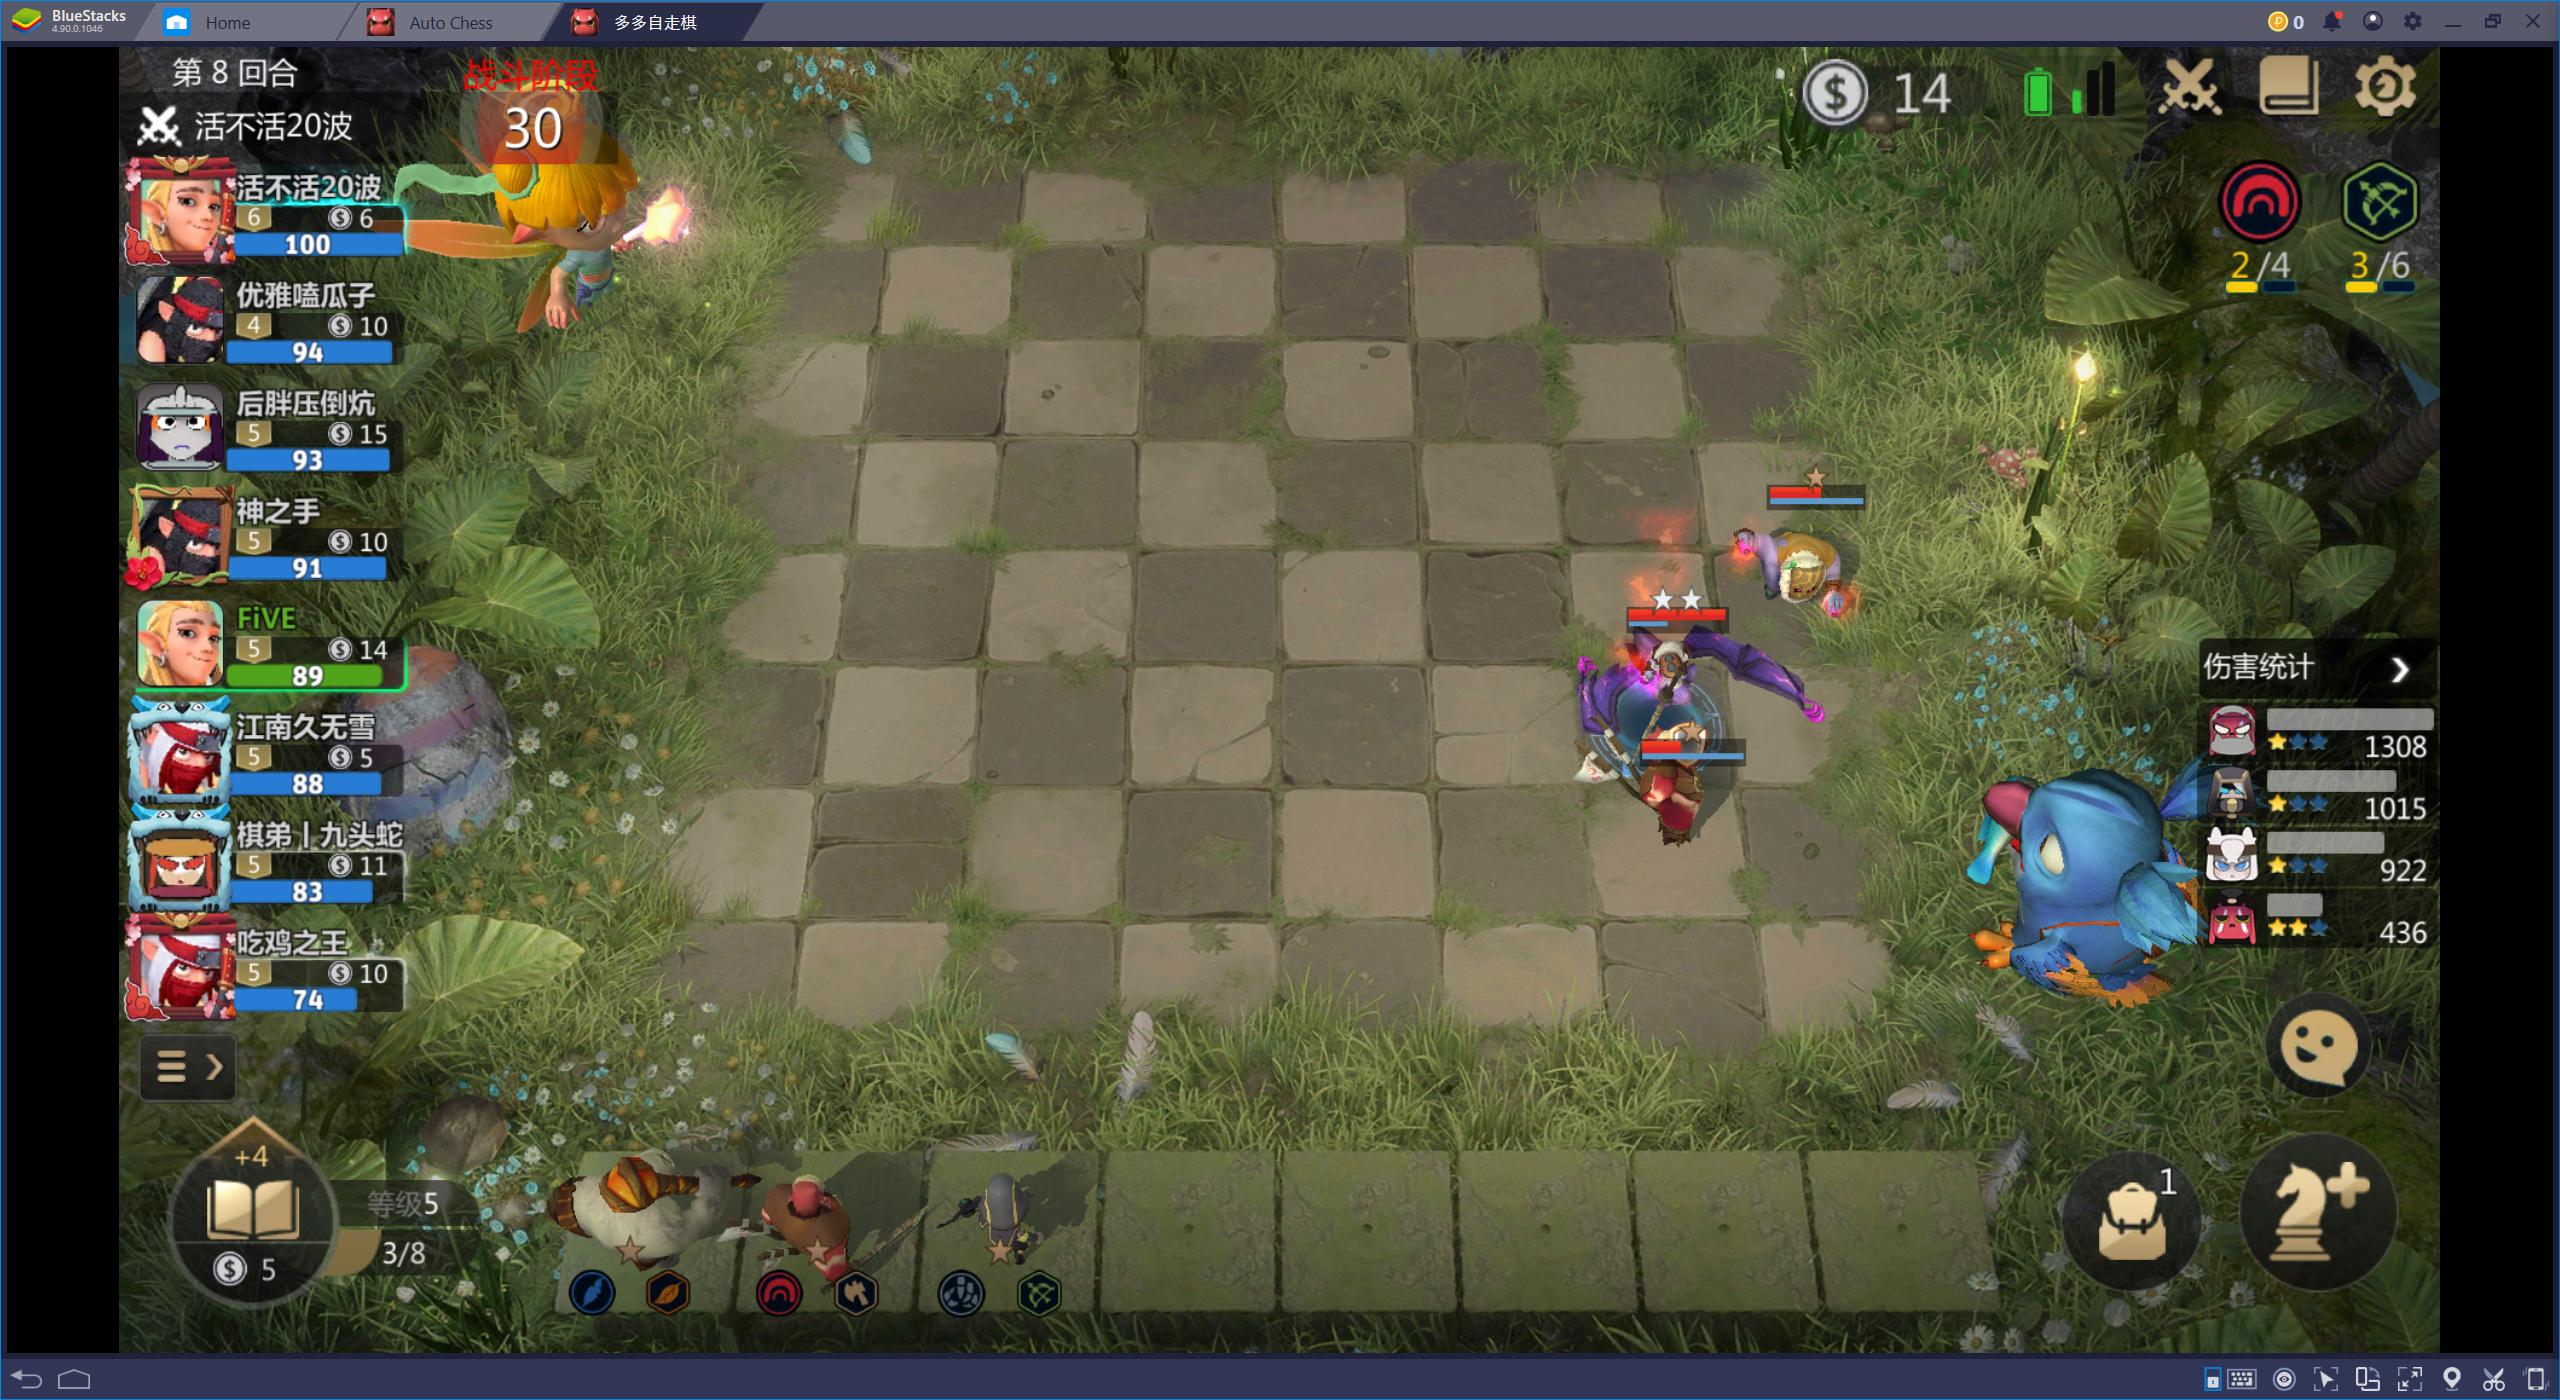 BlueStacks
4.90.0.1046
Home
Auto Chess
多多自走棋
0
第 8 回合
战斗阶段
活不活20波
30
14
活不活20波
6
6
100
优雅嗑瓜子
4
10
94
后胖压倒炕
5
15
93
神之手
5
10
91
FiVE
5
14
89
江南久无雪
5
5
88
棋弟丨九头蛇
5
11
83
吃鸡之王
5
10
74
2 /4
3 /6
伤害统计
1308
1015
922
436
+4
5
等级5
3/8
1